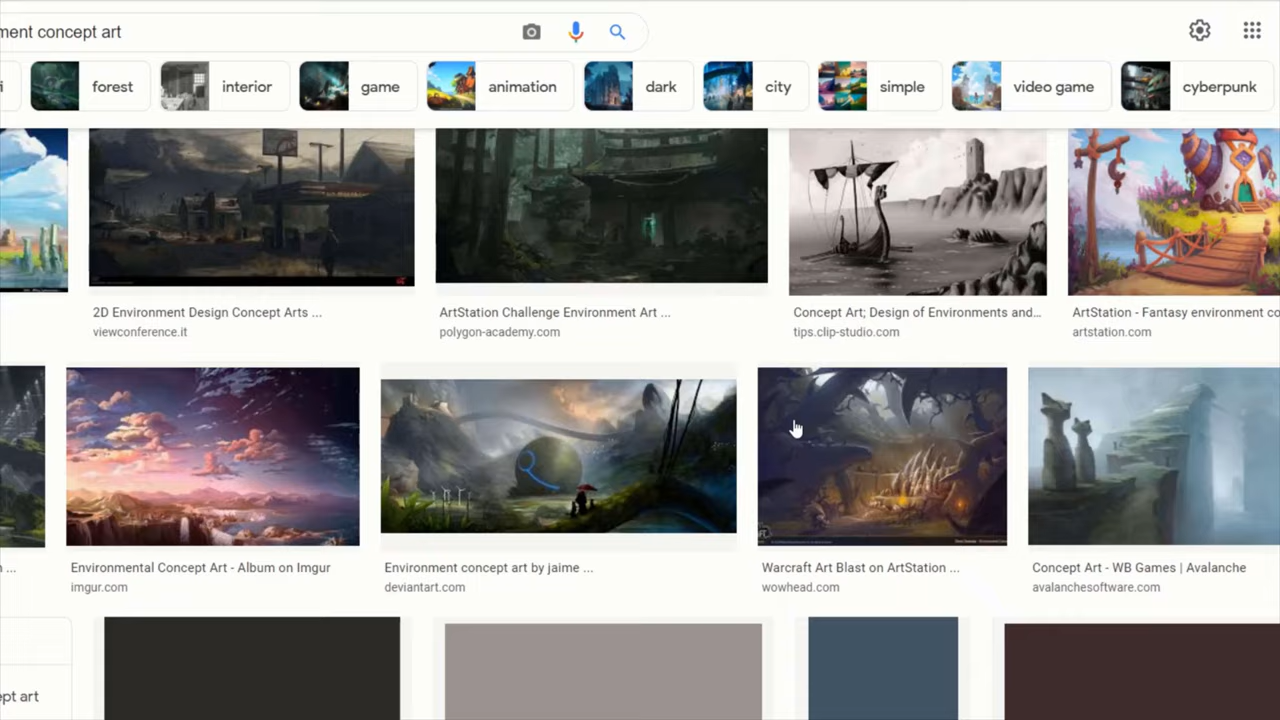 ment concept art
i
forest
interior
game
animation
dark
city
simple
video game
cyberpunk
2D Environment Design Concept Arts ...
viewconference.it
ArtStation Challenge Environment Art ...
polygon-academy.com
Concept Art; Design of Environments and...
tips.clip-studio.com
ArtStation - Fantasy environment co
artstation.com
...
Environmental Concept Art - Album on Imgur
imgur.com
Environment concept art by jaime ...
deviantart.com
Warcraft Art Blast on ArtStation ...
wowhead.com
Concept Art - WB Games | Avalanche
avalanchesoftware.com
ept art